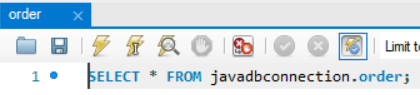 order
Limit to
1
SELECT * FROM javadbconnection.order;